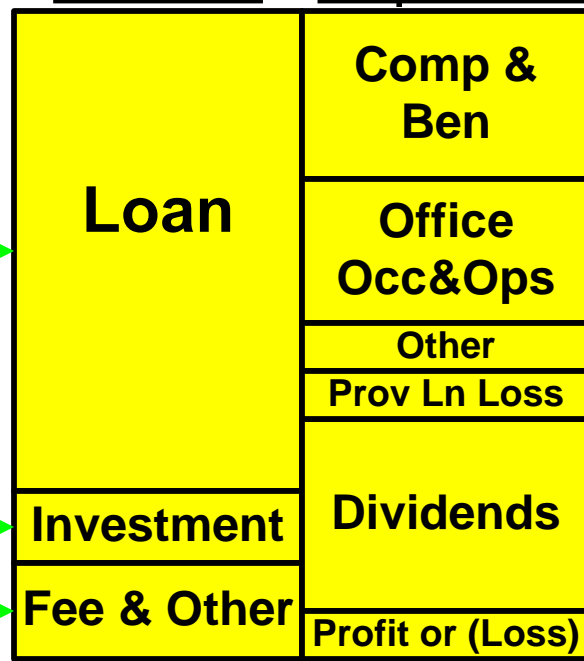 Loan
Investment
Fee & Other
Comp &
Ben
Office
Occ&Ops
Other
Prov Ln Loss
Dividends
Profit or (Loss)